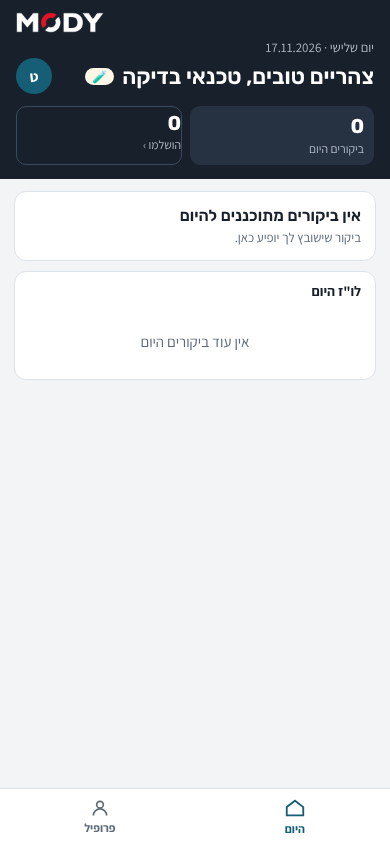 MODY
יום שלישי · 17.11.2026
צהריים טובים, טכנאי בדיקה 🧪
ט
0
ביקורים היום
0
הושלמו ›
אין ביקורים מתוכננים להיום
ביקור שישובץ לך יופיע כאן.
לו"ז היום
אין עוד ביקורים היום
היום
פרופיל